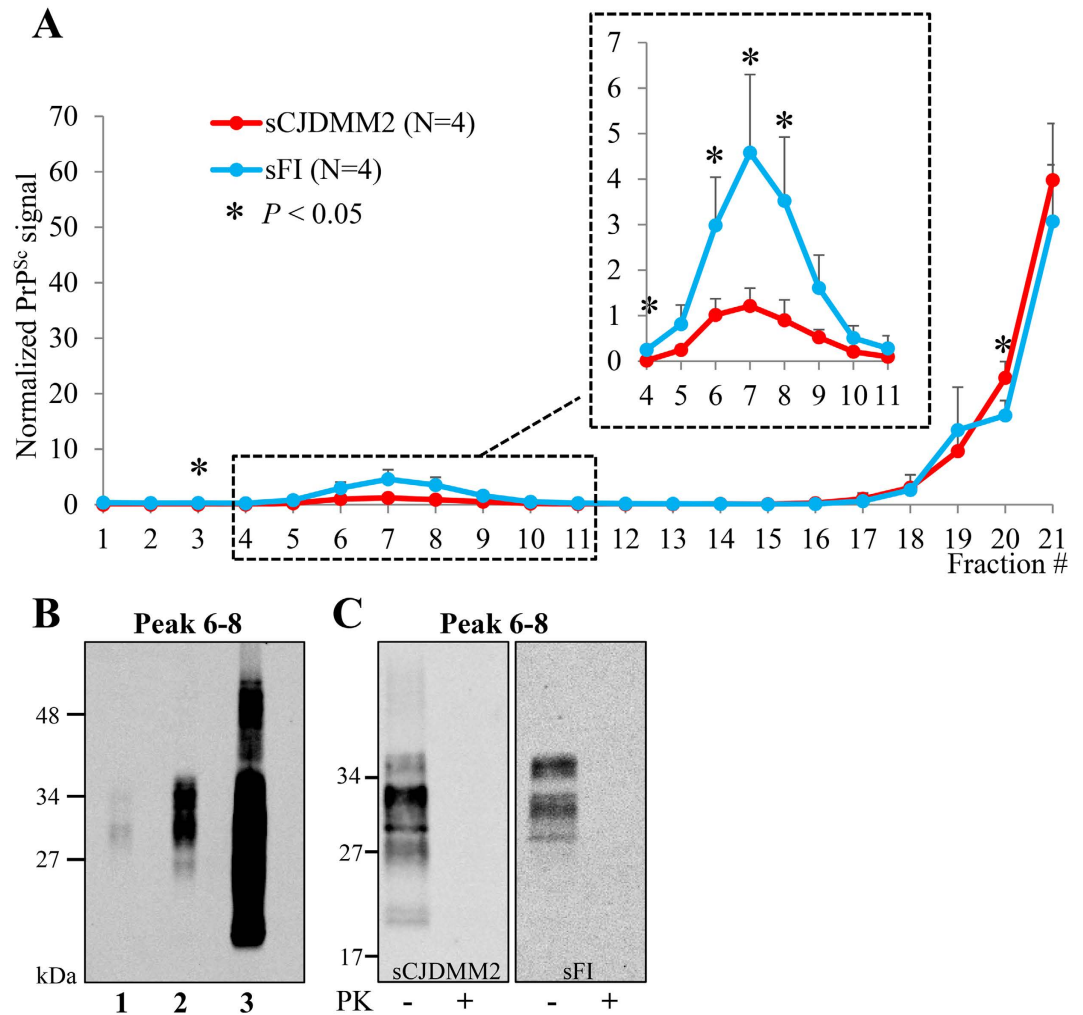 A
70
60
50
40
30
20
10
0
Normalized PrPSc signal
sCJDMM2 (N=4)
sFI (N=4)
* P < 0.05
7
6
5
4
3
2
1
0
* * * *
4 5 6 7 8 9 10 11
* *
1 2 3 4 5 6 7 8 9 10 11 12 13 14 15 16 17 18 19 20 21
Fraction #
B
Peak 6-8
48
34
27
kDa
1 2 3
C
Peak 6-8
34
27
17
sCJDMM2 sFI
PK - + - +